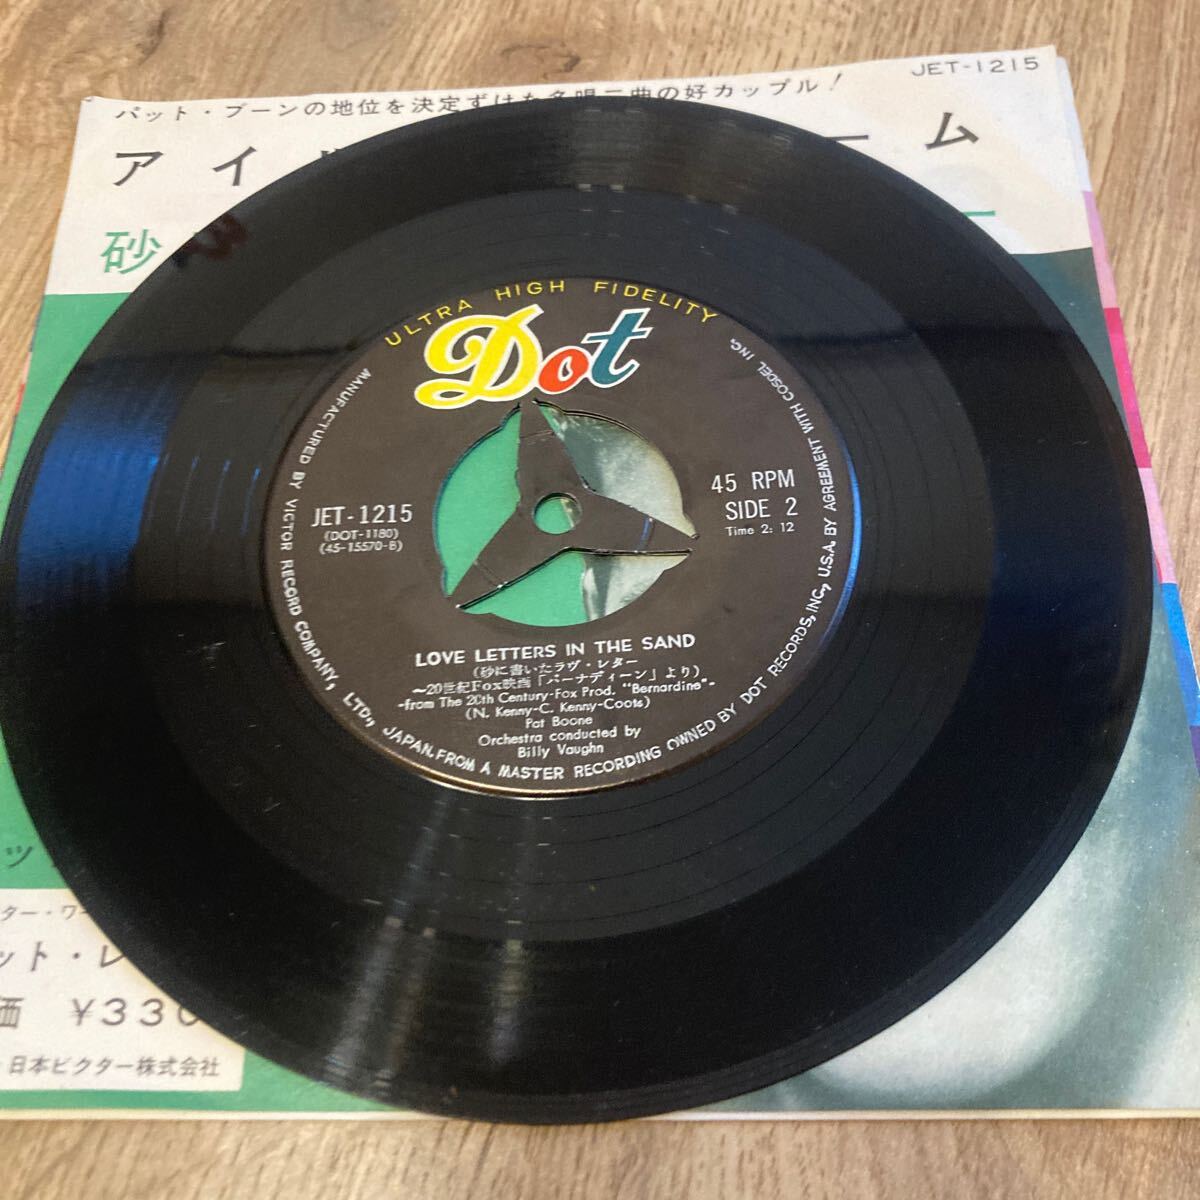 JET-1215
パット・ブーンの地位を決定ずけた名唱二曲の好カップル!
アイ ーム
砂 ー
ULTRA HIGH FIDELITY
Dot
45 RPM
SIDE 2
Time 2: 12
JET-1215
(DOT-1180)
(45-15570-B)
LOVE LETTERS IN THE SAND
(砂に書いたラヴ・レター
〜20世紀Fox映画「バーナディーン」より)
-from The 20th Century-Fox Prod. "Bernardine"-
(N. Kenny-C. Kenny-Coots)
Pat Boone
Orchestra conducted by
Billy Vaughn
MANUFACTURED BY VICTOR RECORD COMPANY, LTD., JAPAN. FROM A MASTER RECORDING OWNED BY DOT RECORDS, INC., U.S.A. BY AGREEMENT WITH COSDEL INC.
ッ
ター・ワ
ット・レ
価 ¥330
・日本ビクター株式会社